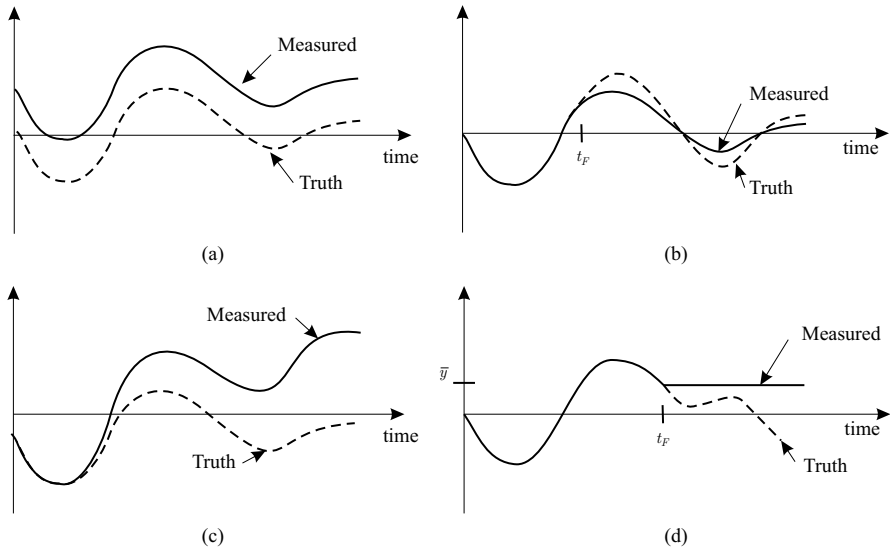 Measured
time
Truth
(a)
Measured
time
t_F
Truth
(b)
Measured
time
Truth
(c)
Measured
ȳ
time
t_F
Truth
(d)